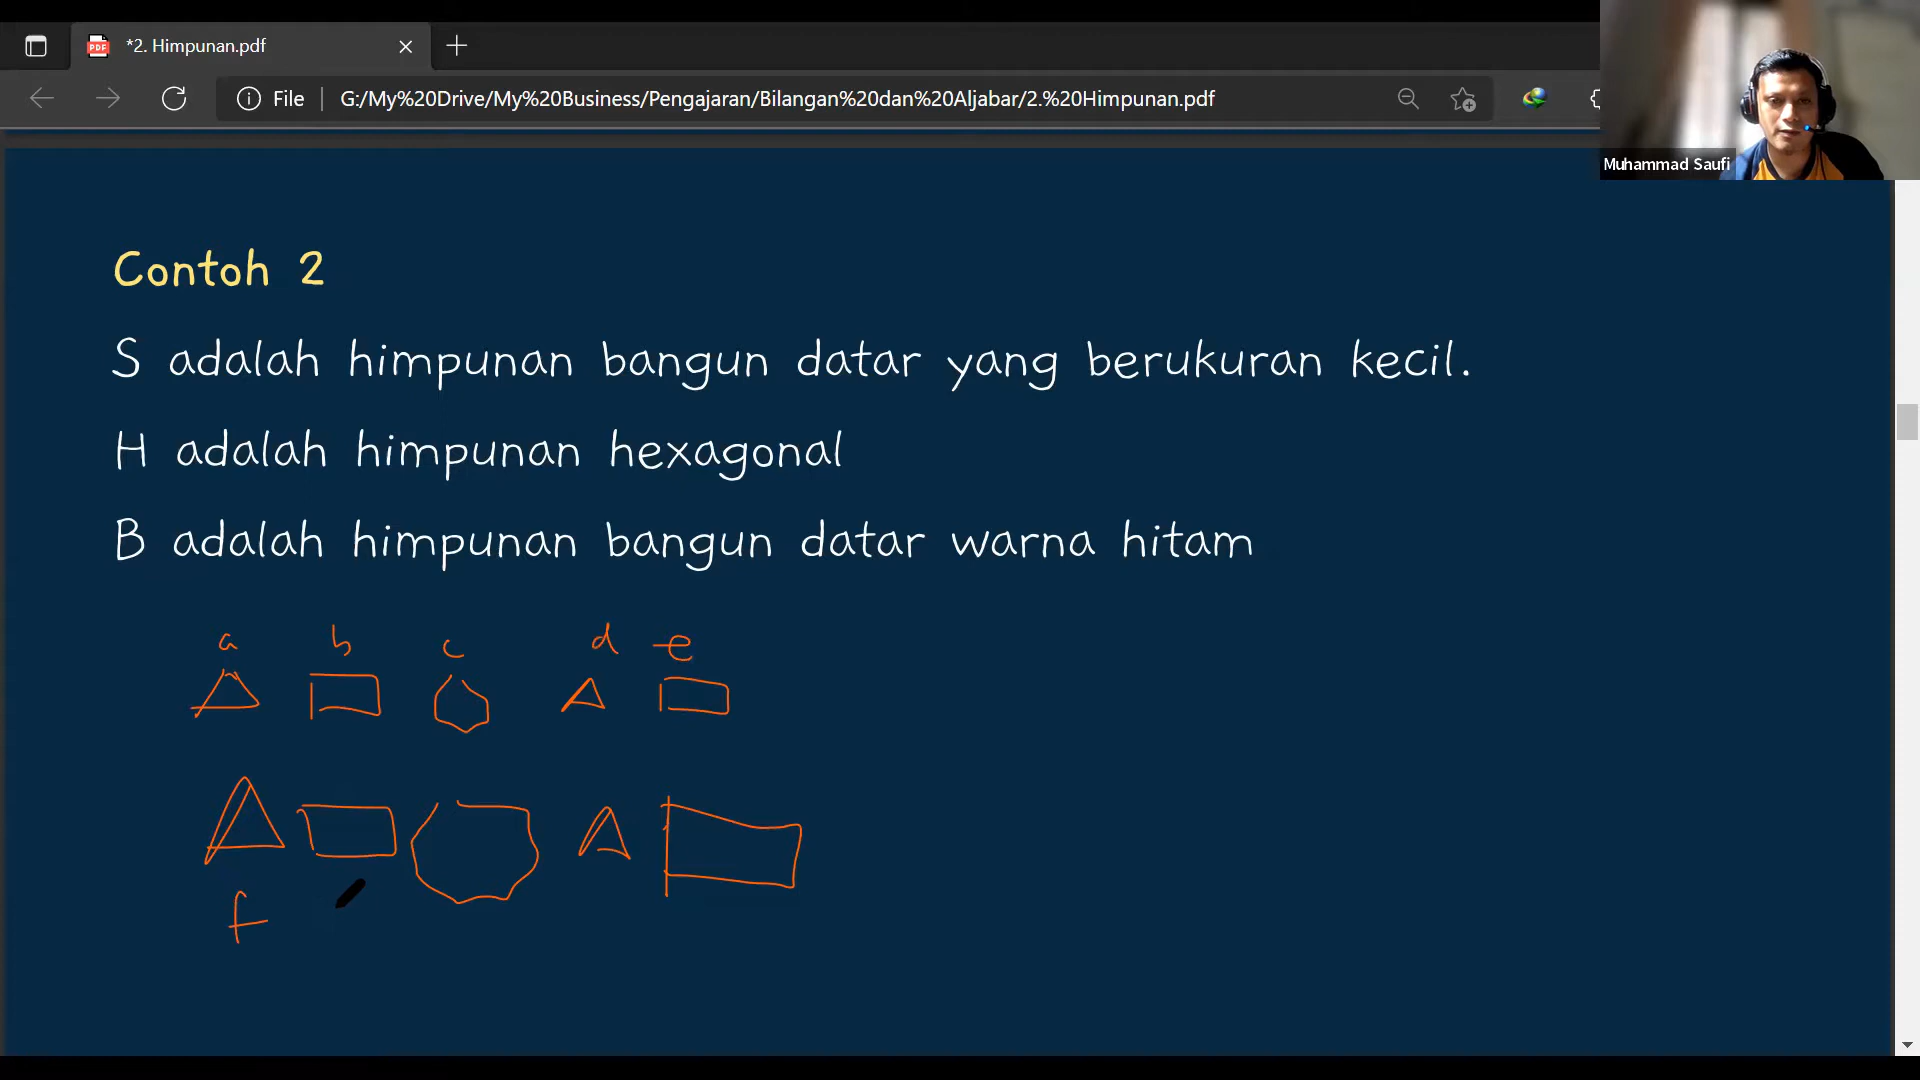 *2. Himpunan.pdf
File
G:/My%20Drive/My%20Business/Pengajaran/Bilangan%20dan%20Aljabar/2.%20Himpunan.pdf
Muhammad Saufi
Contoh 2
S adalah himpunan bangun datar yang berukuran kecil.
H adalah himpunan hexagonal
B adalah himpunan bangun datar warna hitam
a b c d e
f